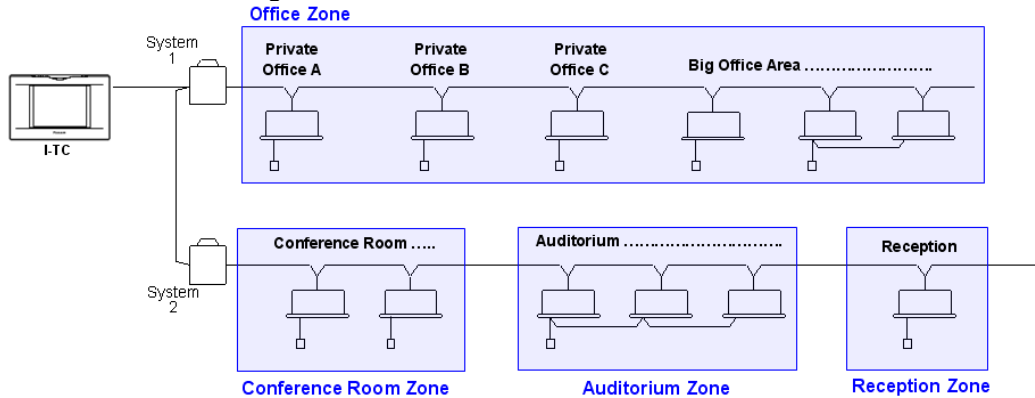 Office Zone
System
1
Private
Office A
Private
Office B
Private
Office C
Big Office Area ..........................
I-TC
Conference Room .....
Auditorium ................................
Reception
System
2
Conference Room Zone
Auditorium Zone
Reception Zone